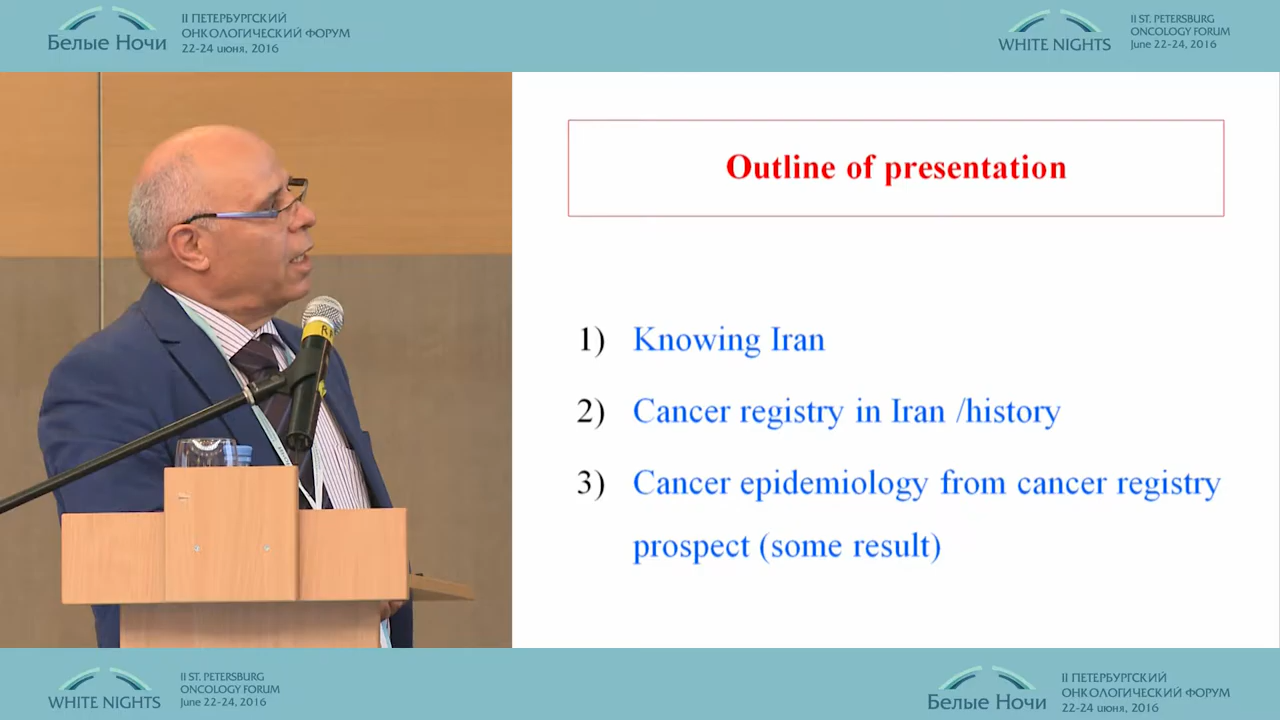 Белые Ночи
II ПЕТЕРБУРГСКИЙ
ОНКОЛОГИЧЕСКИЙ ФОРУМ
22-24 июня, 2016
WHITE NIGHTS
II ST. PETERSBURG
ONCOLOGY FORUM
June 22-24, 2016
Outline of presentation
1) Knowing Iran
2) Cancer registry in Iran /history
3) Cancer epidemiology from cancer registry
prospect (some result)
WHITE NIGHTS
II ST. PETERSBURG
ONCOLOGY FORUM
June 22-24, 2016
Белые Ночи
II ПЕТЕРБУРГСКИЙ
ОНКОЛОГИЧЕСКИЙ ФОРУМ
22-24 июня, 2016